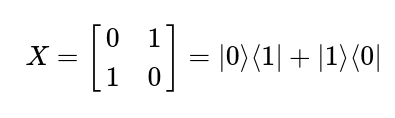 X = [0 1; 1 0] = |0⟩⟨1| + |1⟩⟨0|